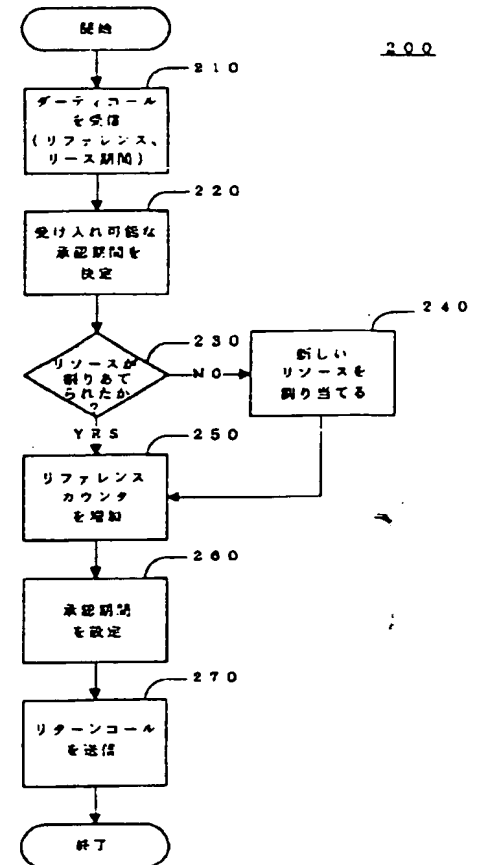 開始
200
210
ダーティコール
を受信
(リファレンス、
リース期間)
220
受け入れ可能な
承認期間を
決定
230
リソースが
割りあて
られたか
?
NO
240
新しい
リソースを
割り当てる
YRS
250
リファレンス
カウンタ
を増加
260
承認期間
を設定
270
リターンコール
を送信
終了